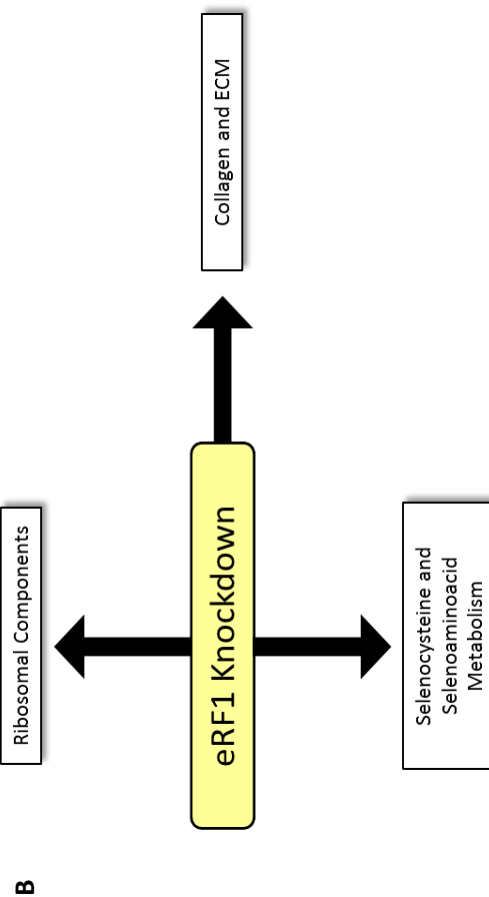 B
Ribosomal Components
eRF1 Knockdown
Collagen and ECM
Selenocysteine and
Selenoaminoacid
Metabolism